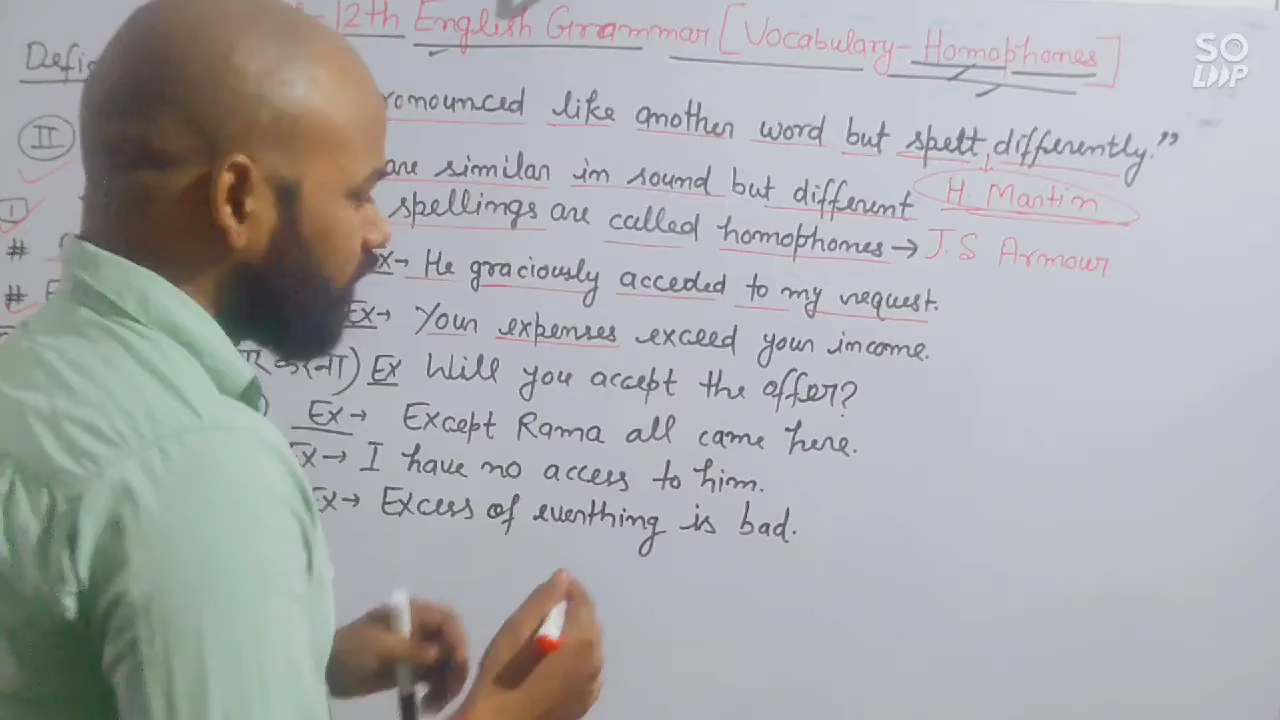 12th English Grammar [Vocabulary-Homophones]
SO LOOP
Defi
ronounced like another word but spelt differently."
II
are similar in sound but different H. Martin
1
spellings are called homophones → J.S Armour
#
Ex→ He graciously acceded to my request.
#
Ex→ Your expenses exceed your income.
करना) Ex Will you accept the offer?
Ex→ Except Rama all came here.
Ex→ I have no access to him.
Ex→ Excess of everthing is bad.